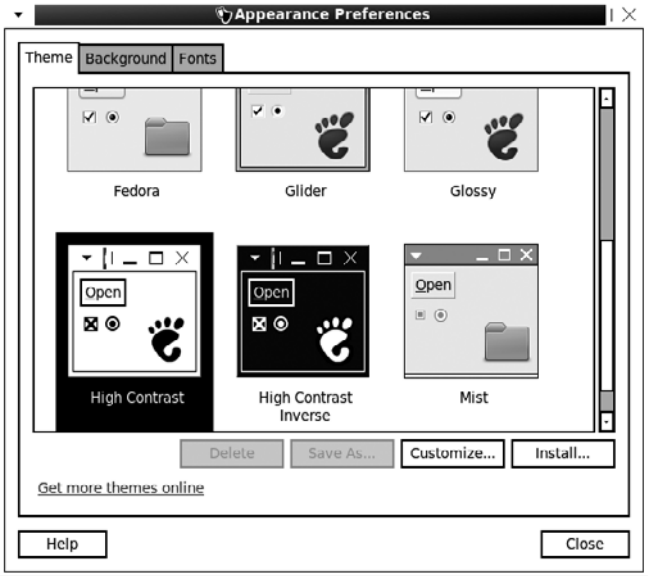 Appearance Preferences
Theme Background Fonts
Fedora Glider Glossy
Open Open Open
High Contrast High Contrast Mist
Inverse
Delete Save As... Customize... Install...
Get more themes online
Help Close